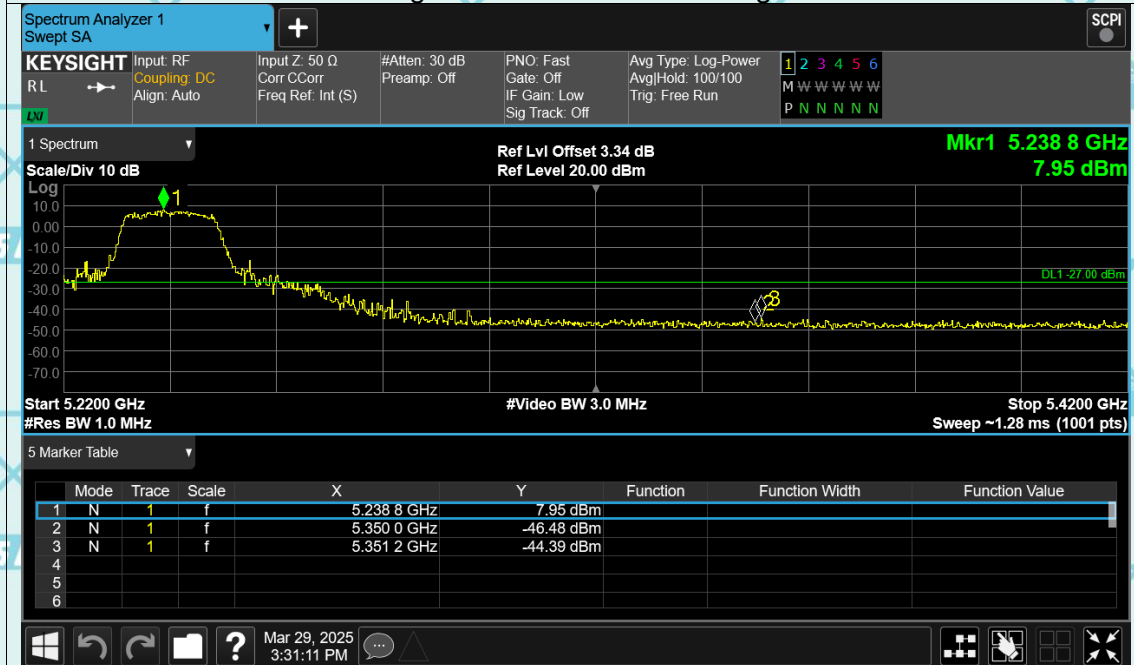 Spectrum Analyzer 1
Swept SA
+
SCPI
KEYSIGHT
RL
LXI
Input: RF
Coupling: DC
Align: Auto
Input Z: 50 Ω
Corr CCorr
Freq Ref: Int (S)
#Atten: 30 dB
Preamp: Off
PNO: Fast
Gate: Off
IF Gain: Low
Sig Track: Off
Avg Type: Log-Power
Avg|Hold: 100/100
Trig: Free Run
1 2 3 4 5 6
M W W W W W
P N N N N N
1 Spectrum
Scale/Div 10 dB
Ref Lvl Offset 3.34 dB
Ref Level 20.00 dBm
Mkr1 5.238 8 GHz
7.95 dBm
Log
10.0
0.00
-10.0
-20.0
-30.0
-40.0
-50.0
-60.0
-70.0
1
3
DL1 -27.00 dBm
Start 5.2200 GHz
#Res BW 1.0 MHz
#Video BW 3.0 MHz
Stop 5.4200 GHz
Sweep ~1.28 ms (1001 pts)
5 Marker Table
Mode Trace Scale X Y Function Function Width Function Value
1 N 1 f 5.238 8 GHz 7.95 dBm
2 N 1 f 5.350 0 GHz -46.48 dBm
3 N 1 f 5.351 2 GHz -44.39 dBm
4
5
6
?
Mar 29, 2025
3:31:11 PM